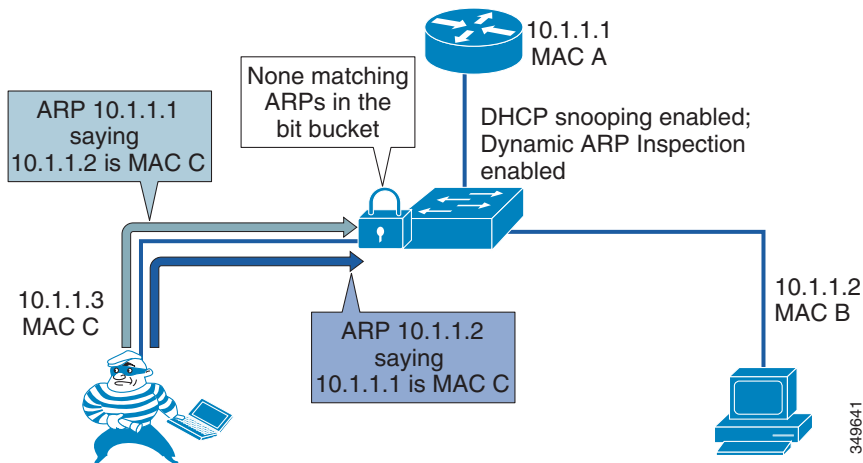 10.1.1.1
MAC A
None matching
ARPs in the
bit bucket
ARP 10.1.1.1
saying
10.1.1.2 is MAC C
DHCP snooping enabled;
Dynamic ARP Inspection
enabled
10.1.1.3
MAC C
ARP 10.1.1.2
saying
10.1.1.1 is MAC C
10.1.1.2
MAC B
349641